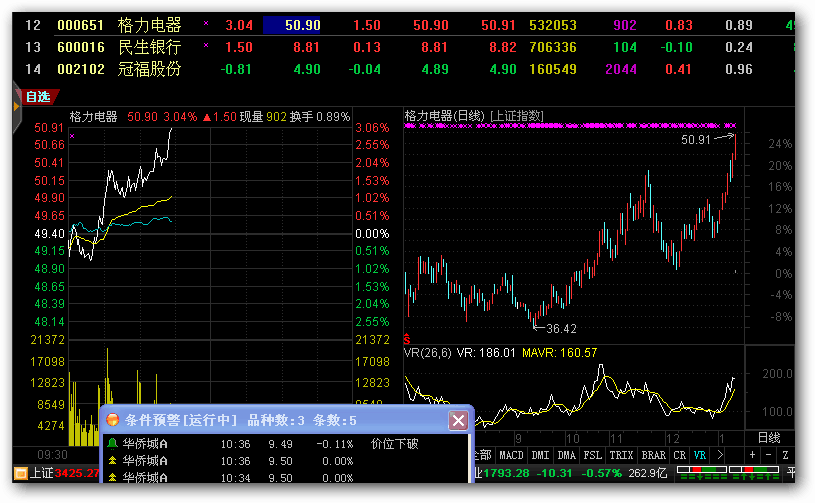 12 000651 格力电器 × 3.04 50.90 1.50 50.90 50.91 532053 902 0.83 0.89
13 600016 民生银行 × 1.50 8.81 0.13 8.81 8.82 706336 104 -0.10 0.24
14 002102 冠福股份 -0.81 4.90 -0.04 4.89 4.90 160549 2044 0.41 0.96
自选
格力电器 50.90 3.04% ▲1.50 现量 902 换手 0.89%
格力电器(日线) [上证指数]
50.91 3.06%
50.66 2.55%
50.41 2.04%
50.15 1.53%
49.90 1.02%
49.65 0.51%
49.40 0.00%
49.15 0.51%
48.90 1.02%
48.65 1.53%
48.39 2.04%
48.14 2.55%
21372 21372
17098 17098
12823 12823
8549 8549
4274 4274
09:30
50.91
24%
20%
16%
12%
8%
4%
0%
-4%
-8%
36.42
S
VR(26,6) VR: 186.01 MAVR: 160.57
200.0
100.0
9 10 11 12 1 日线
全部 MACD DMI DMA FSL TRIX BRAR CR VR > + - Z
条件预警[运行中] 品种数:3 条数:5
华侨城A 10:36 9.49 -0.11% 价位下破
华侨城A 10:36 9.50 0.00%
华侨城A 10:34 9.50 0.00%
上证 3425.27
业 1793.28 -10.31 -0.57% 262.9亿